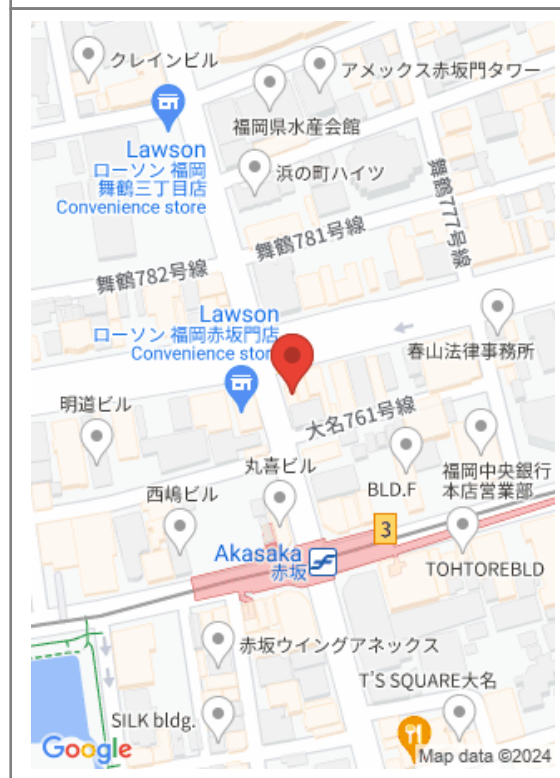 クレインビル
アメックス赤坂門タワー
福岡県水産会館
Lawson
ローソン 福岡
舞鶴三丁目店
Convenience store
浜の町ハイツ
舞鶴777号線
舞鶴781号線
舞鶴782号線
Lawson
ローソン 福岡赤坂門店
Convenience stor
春山法律事務所
明道ビル
大名761号線
丸喜ビル
西嶋ビル
BLD.F
福岡中央銀行
本店営業部
3
Akasaka
赤坂
TOHTOREBLD
赤坂ウイングアネックス
T'S SQUARE大名
SILK bldg.
Google
Map data ©2024